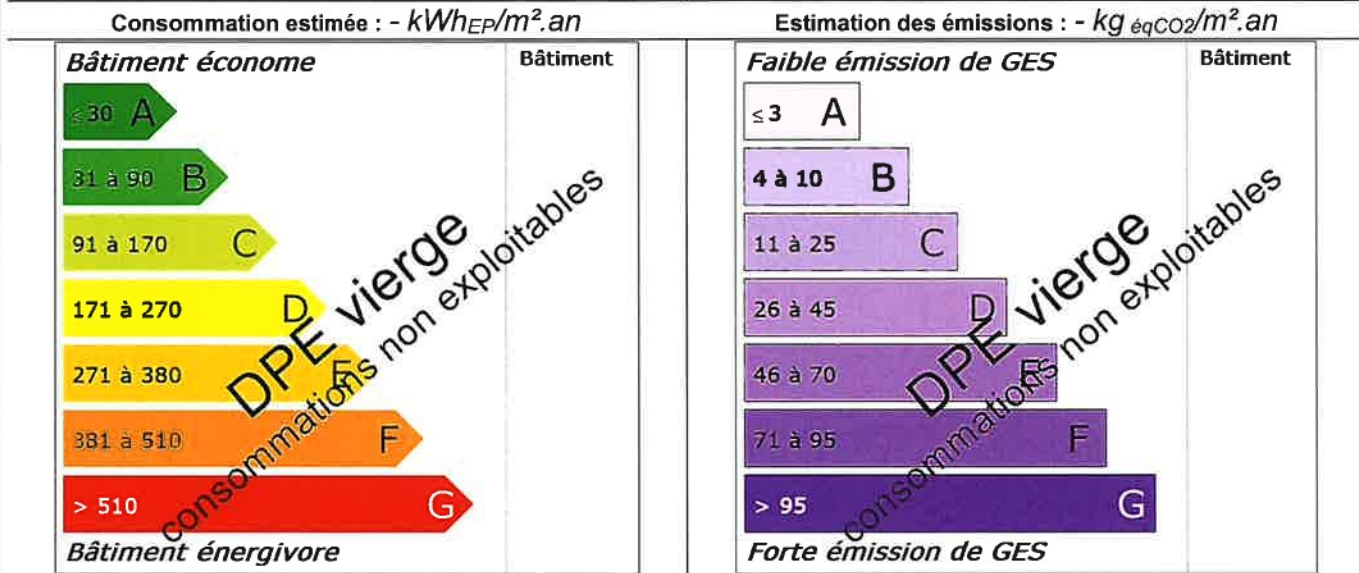 Consommation estimée : - kWhEP/m².an
Bâtiment économe
Bâtiment
≤ 30 A
31 à 90 B
91 à 170 C
171 à 270 D
271 à 380 E
381 à 510 F
> 510 G
Bâtiment énergivore
DPE vierge
consommations non exploitables
Estimation des émissions : - kg éqCO2/m².an
Faible émission de GES
Bâtiment
≤ 3 A
4 à 10 B
11 à 25 C
26 à 45 D
46 à 70 E
71 à 95 F
> 95 G
Forte émission de GES
DPE vierge
consommations non exploitables